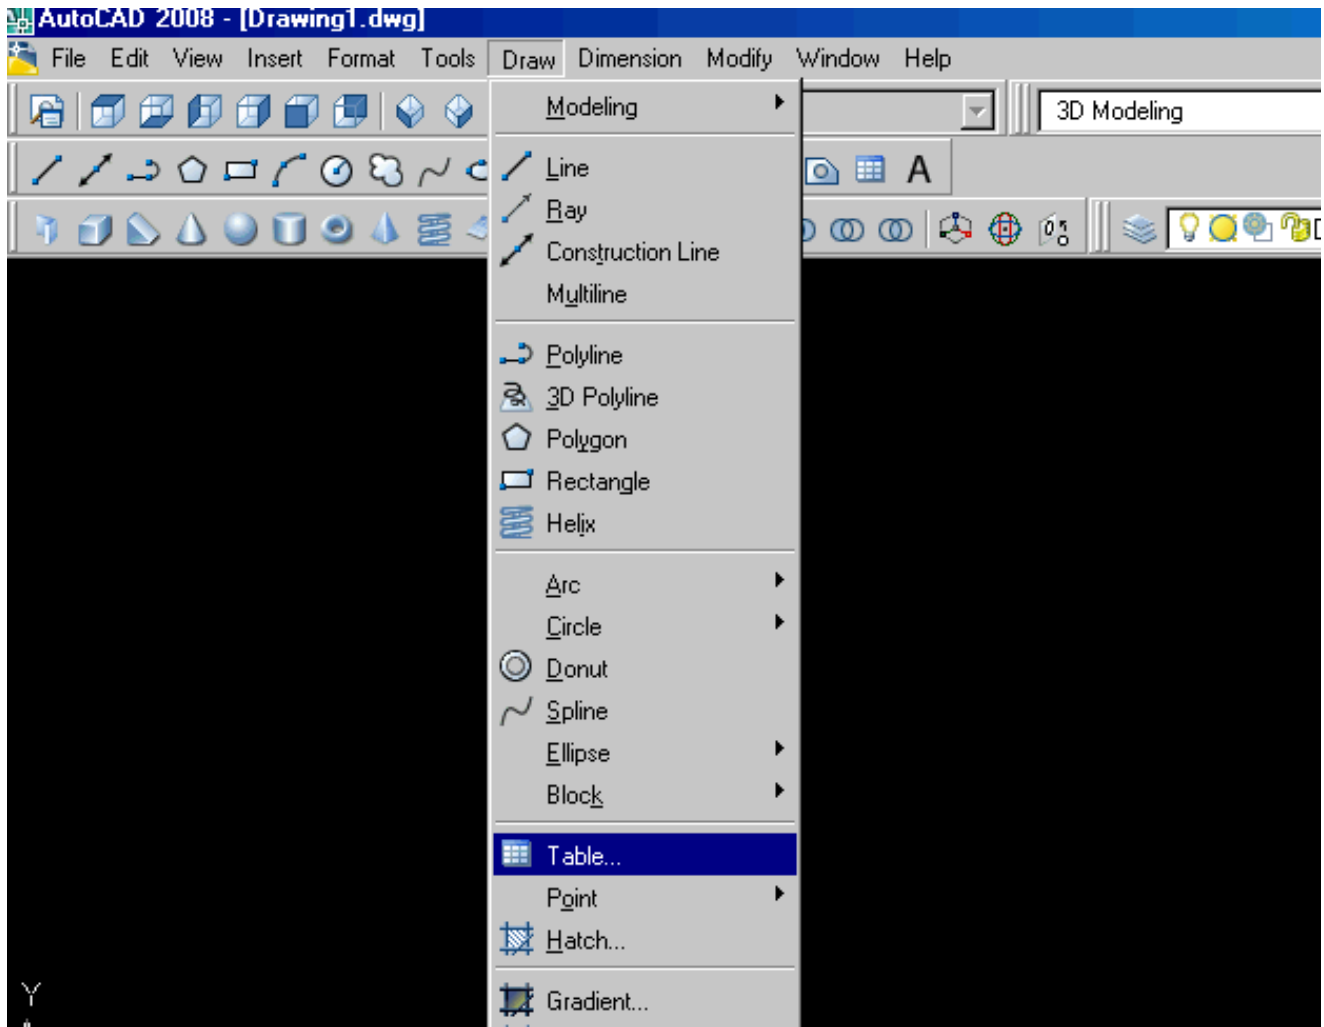 AutoCAD 2008 - [Drawing1.dwg]
File Edit View Insert Format Tools Draw Dimension Modify Window Help
Modeling
3D Modeling
Line
A
Ray
Construction Line
Multiline
Polyline
3D Polyline
Polygon
Rectangle
Helix
Arc
Circle
Donut
Spline
Ellipse
Block
Table...
Point
Hatch...
Y
Gradient...